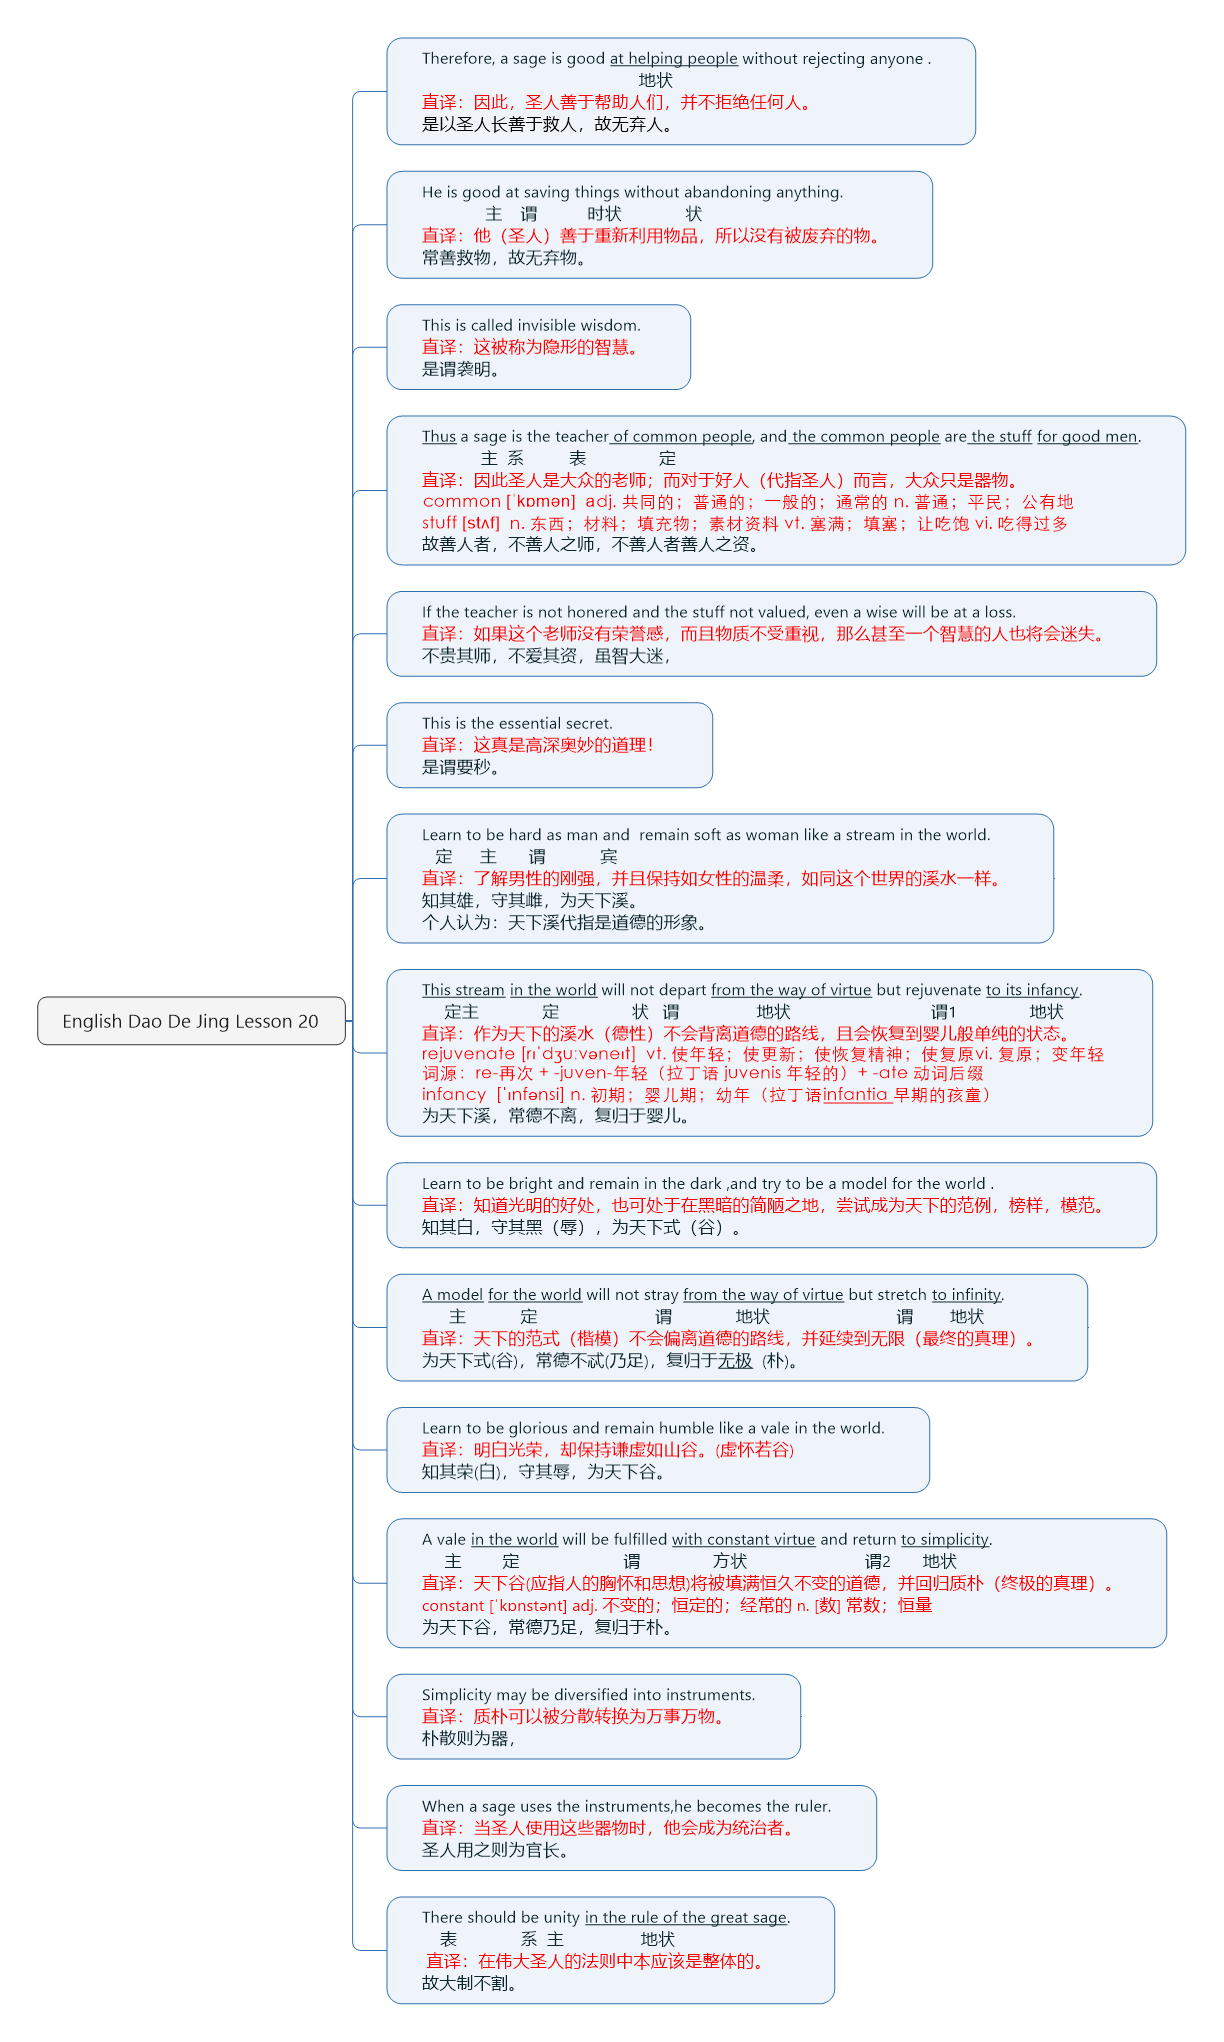 English Dao De Jing Lesson 20
Therefore, a sage is good at helping people without rejecting anyone .
地状
直译：因此，圣人善于帮助人们，并不拒绝任何人。
是以圣人长善于救人，故无弃人。
He is good at saving things without abandoning anything.
主 谓 时状 状
直译：他（圣人）善于重新利用物品，所以没有被废弃的物。
常善救物，故无弃物。
This is called invisible wisdom.
直译：这被称为隐形的智慧。
是谓袭明。
Thus a sage is the teacher of common people, and the common people are the stuff for good men.
主 系 表 定
直译：因此圣人是大众的老师；而对于好人（代指圣人）而言，大众只是器物。
common [ˈkɒmən] adj. 共同的；普通的；一般的；通常的 n. 普通；平民；公有地
stuff [stʌf] n. 东西；材料；填充物；素材资料 vt. 塞满；填塞；让吃饱 vi. 吃得过多
故善人者，不善人之师，不善人者善人之资。
If the teacher is not honered and the stuff not valued, even a wise will be at a loss.
直译：如果这个老师没有荣誉感，而且物质不受重视，那么甚至一个智慧的人也将会迷失。
不贵其师，不爱其资，虽智大迷，
This is the essential secret.
直译：这真是高深奥妙的道理！
是谓要秒。
Learn to be hard as man and remain soft as woman like a stream in the world.
定 主 谓 宾
直译：了解男性的刚强，并且保持如女性的温柔，如同这个世界的溪水一样。
知其雄，守其雌，为天下溪。
个人认为：天下溪代指是道德的形象。
This stream in the world will not depart from the way of virtue but rejuvenate to its infancy.
定主 定 状 谓 地状 谓1 地状
直译：作为天下的溪水（德性）不会背离道德的路线，且会恢复到婴儿般单纯的状态。
rejuvenate [rɪˈdʒuːvəneɪt] vt. 使年轻；使更新；使恢复精神；使复原vi. 复原；变年轻
词源：re-再次 + -juven-年轻（拉丁语 juvenis 年轻的）+ -ate 动词后缀
infancy [ˈɪnfənsi] n. 初期；婴儿期；幼年（拉丁语infantia 早期的孩童）
为天下溪，常德不离，复归于婴儿。
Learn to be bright and remain in the dark ,and try to be a model for the world .
直译：知道光明的好处，也可处于在黑暗的简陋之地，尝试成为天下的范例，榜样，模范。
知其白，守其黑（辱），为天下式（谷）。
A model for the world will not stray from the way of virtue but stretch to infinity.
主 定 谓 地状 谓 地状
直译：天下的范式（楷模）不会偏离道德的路线，并延续到无限（最终的真理）。
为天下式(谷)，常德不忒(乃足)，复归于无极 (朴)。
Learn to be glorious and remain humble like a vale in the world.
直译：明白光荣，却保持谦虚如山谷。(虚怀若谷)
知其荣(白)，守其辱，为天下谷。
A vale in the world will be fulfilled with constant virtue and return to simplicity.
主 定 谓 方状 谓2 地状
直译：天下谷(应指人的胸怀和思想)将被填满恒久不变的道德，并回归质朴（终极的真理）。
constant [ˈkɒnstənt] adj. 不变的；恒定的；经常的 n. [数] 常数；恒量
为天下谷，常德乃足，复归于朴。
Simplicity may be diversified into instruments.
直译：质朴可以被分散转换为万事万物。
朴散则为器，
When a sage uses the instruments,he becomes the ruler.
直译：当圣人使用这些器物时，他会成为统治者。
圣人用之则为官长。
There should be unity in the rule of the great sage.
表 系 主 地状
直译：在伟大圣人的法则中本应该是整体的。
故大制不割。